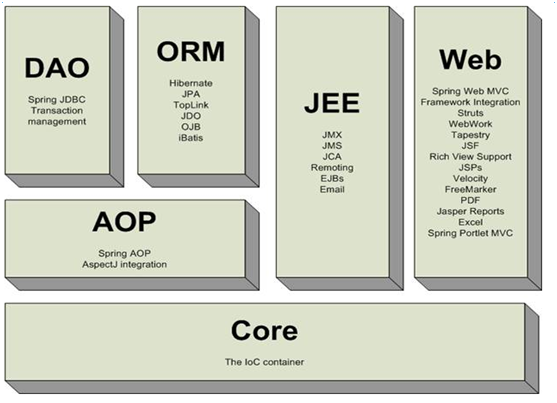 DAO
Spring JDBC
Transaction
management
ORM
Hibernate
JPA
TopLink
JDO
OJB
iBatis
JEE
JMX
JMS
JCA
Remoting
EJBs
Email
Web
Spring Web MVC
Framework Integration
Struts
WebWork
Tapestry
JSF
Rich View Support
JSPs
Velocity
FreeMarker
PDF
Jasper Reports
Excel
Spring Portlet MVC
AOP
Spring AOP
AspectJ integration
Core
The IoC container